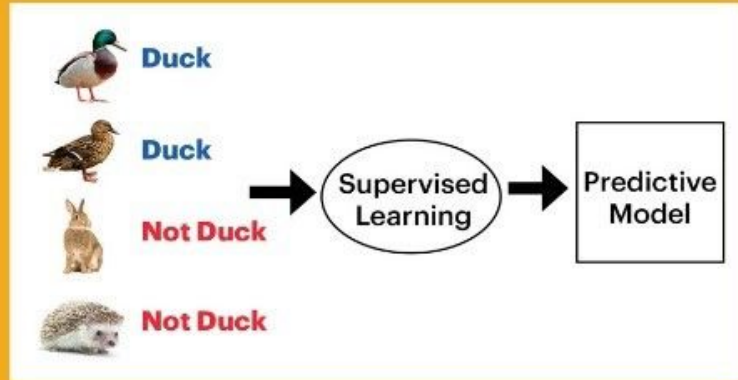 Duck
Duck
Not Duck
Not Duck
Supervised
Learning
Predictive
Model